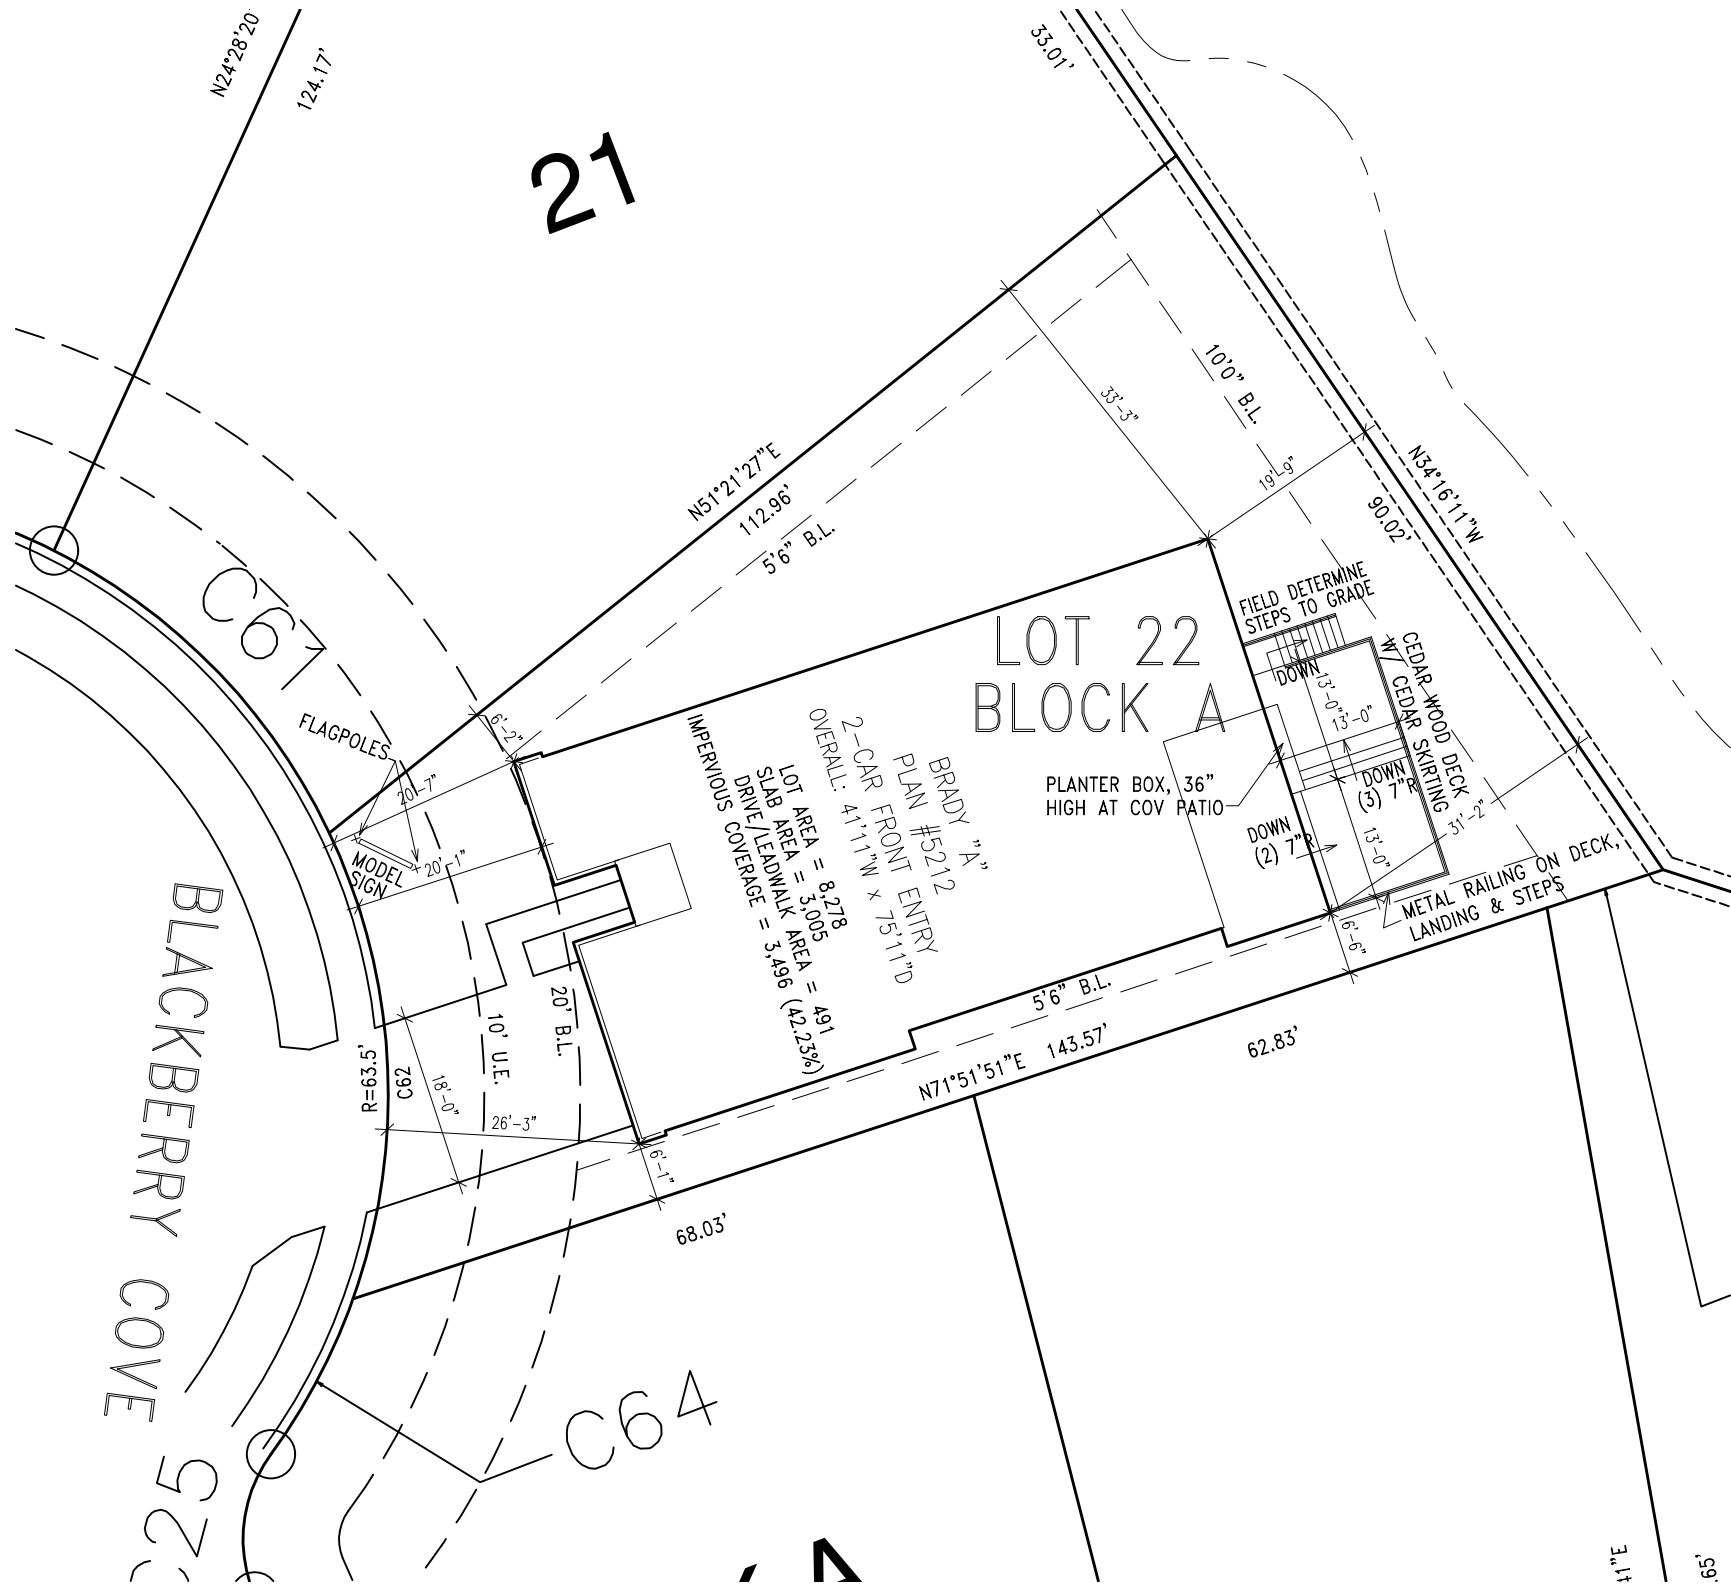 N24°28'20
124.17'
33.01'
21
10'0" B.L.
33'-3"
N51°21'27"E
112.96'
5'6" B.L.
19'-9"
N34°16'11"W
90.02'
C61
FLAGPOLES
6'-2"
20'-7"
20'-1"
MODEL
SIGN
LOT 22
BLOCK A
FIELD DETERMINE
STEPS TO GRADE
DOWN
13'-0"
13'-0"
CEDAR WOOD DECK
W/ CEDAR SKIRTING
DOWN
(3) 7"R
PLANTER BOX, 36"
HIGH AT COV PATIO
DOWN
(2) 7"R
13'-0"
31'-2"
METAL RAILING ON DECK,
LANDING & STEPS
6'-6"
BRADY "A"
PLAN #5212
2-CAR FRONT ENTRY
OVERALL: 41'11"W x 75'11"D
LOT AREA = 8,278
SLAB AREA = 3,005
DRIVE/LEADWALK AREA = 491
IMPERVIOUS COVERAGE = 3,496 (42.23%)
BLACKBERRY COVE
R=63.5'
C62
18'-0"
10' U.E.
20' B.L.
26'-3"
6'-1"
5'6" B.L.
N71°51'51"E 143.57'
62.83'
68.03'
C64
C25
41"E
.65'